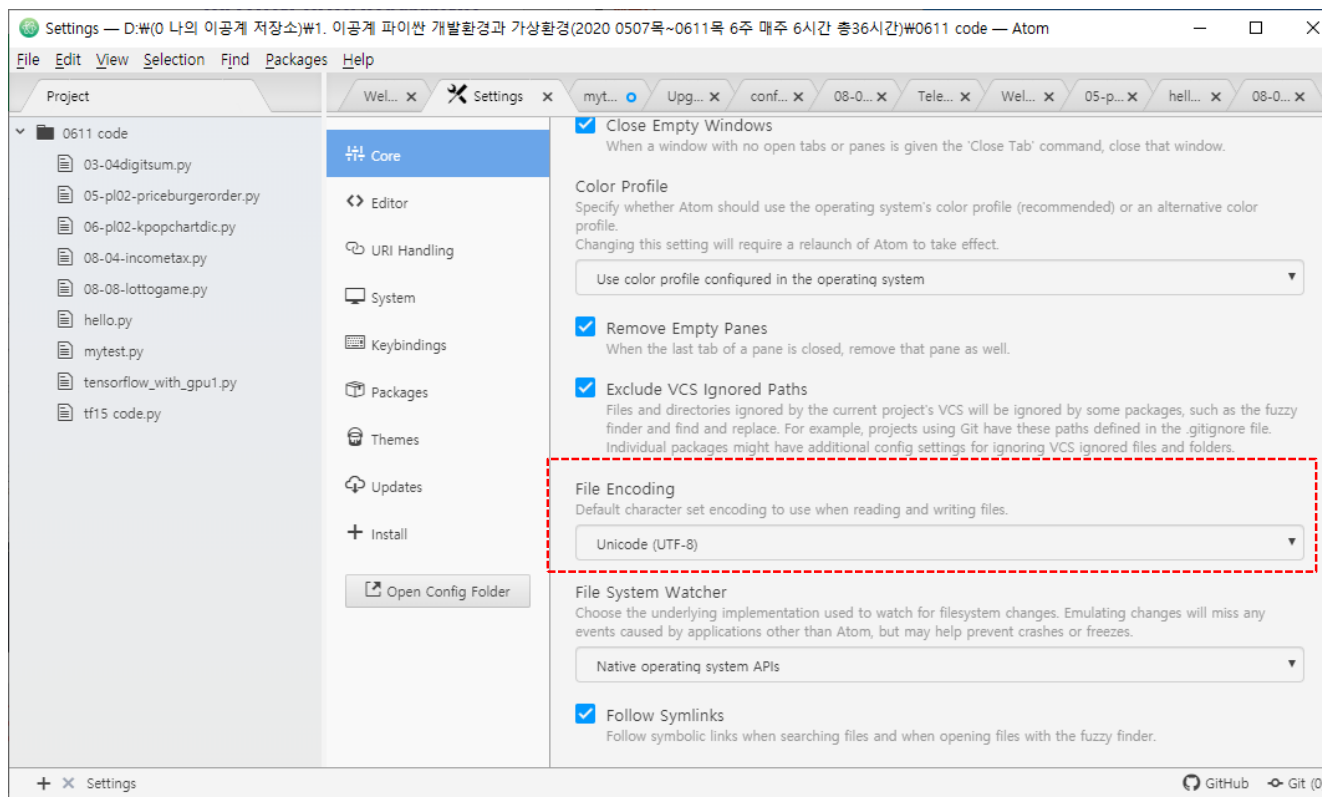 Settings — D:₩(0 나의 이공계 저장소)₩1. 이공계 파이싼 개발환경과 가상환경(2020 0507목~0611목 6주 매주 6시간 총36시간)₩0611 code — Atom
File Edit View Selection Find Packages Help
Project
Wel... Settings myt... Upg... conf... 08-0... Tele... Wel... 05-p... hell... 08-0...
0611 code
03-04digitsum.py
05-pl02-priceburgerorder.py
06-pl02-kpopchartdic.py
08-04-incometax.py
08-08-lottogame.py
hello.py
mytest.py
tensorflow_with_gpu1.py
tf15 code.py
Core
Editor
URI Handling
System
Keybindings
Packages
Themes
Updates
Install
Open Config Folder
Close Empty Windows
When a window with no open tabs or panes is given the 'Close Tab' command, close that window.
Color Profile
Specify whether Atom should use the operating system's color profile (recommended) or an alternative color
profile.
Changing this setting will require a relaunch of Atom to take effect.
Use color profile configured in the operating system
Remove Empty Panes
When the last tab of a pane is closed, remove that pane as well.
Exclude VCS Ignored Paths
Files and directories ignored by the current project's VCS will be ignored by some packages, such as the fuzzy
finder and find and replace. For example, projects using Git have these paths defined in the .gitignore file.
Individual packages might have additional config settings for ignoring VCS ignored files and folders.
File Encoding
Default character set encoding to use when reading and writing files.
Unicode (UTF-8)
File System Watcher
Choose the underlying implementation used to watch for filesystem changes. Emulating changes will miss any
events caused by applications other than Atom, but may help prevent crashes or freezes.
Native operating system APIs
Follow Symlinks
Follow symbolic links when searching files and when opening files with the fuzzy finder.
Settings
GitHub Git (0